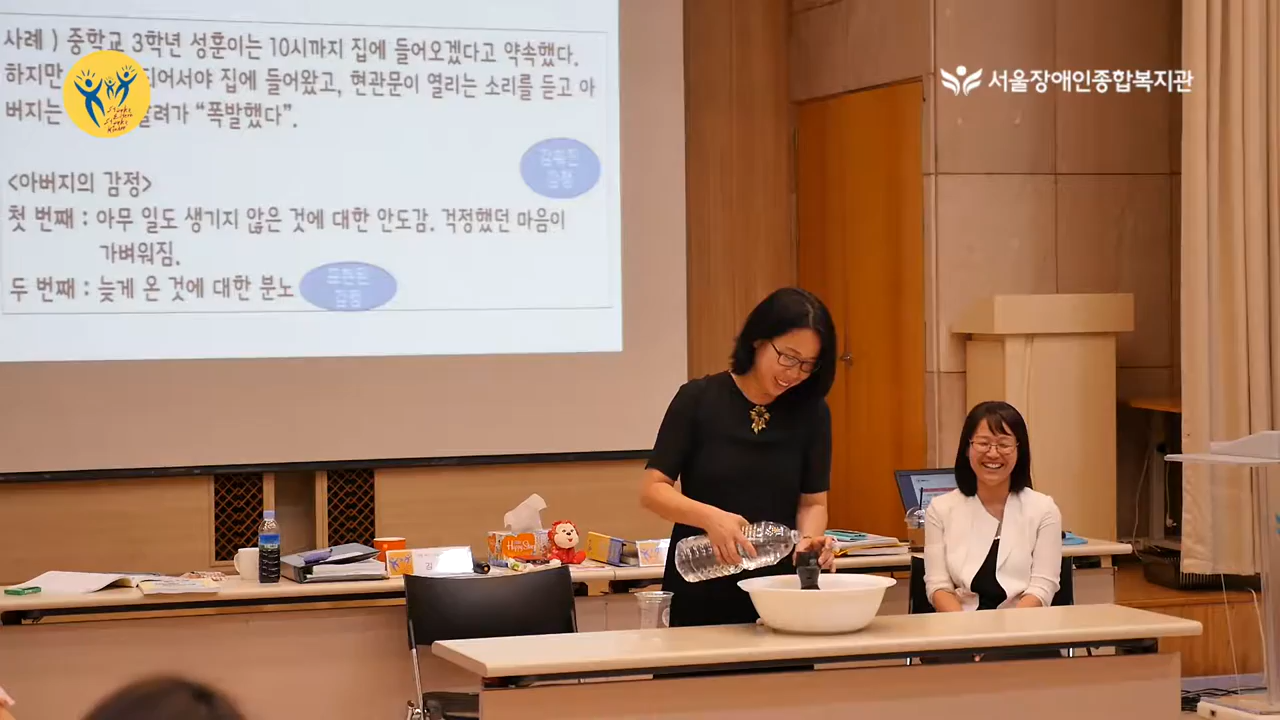 사례 ) 중학교 3학년 성훈이는 10시까지 집에 들어오겠다고 약속했다.
하지만 되어서야 집에 들어왔고, 현관문이 열리는 소리를 듣고 아
버지는 "폭발했다".
<아버지의 감정>
첫 번째 : 아무 일도 생기지 않은 것에 대한 안도감. 걱정했던 마음이
가벼워짐.
두 번째 : 늦게 온 것에 대한 분노
감정
서울장애인종합복지관
Starke
Eltern
Starke
Kinder